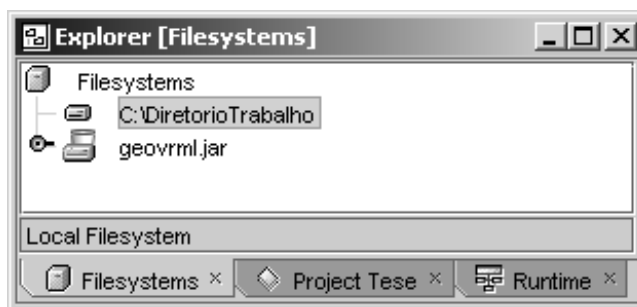 Explorer [Filesystems]
Filesystems
C:\DiretorioTrabalho
geovrml.jar
Local Filesystem
Filesystems × Project Tese × Runtime ×